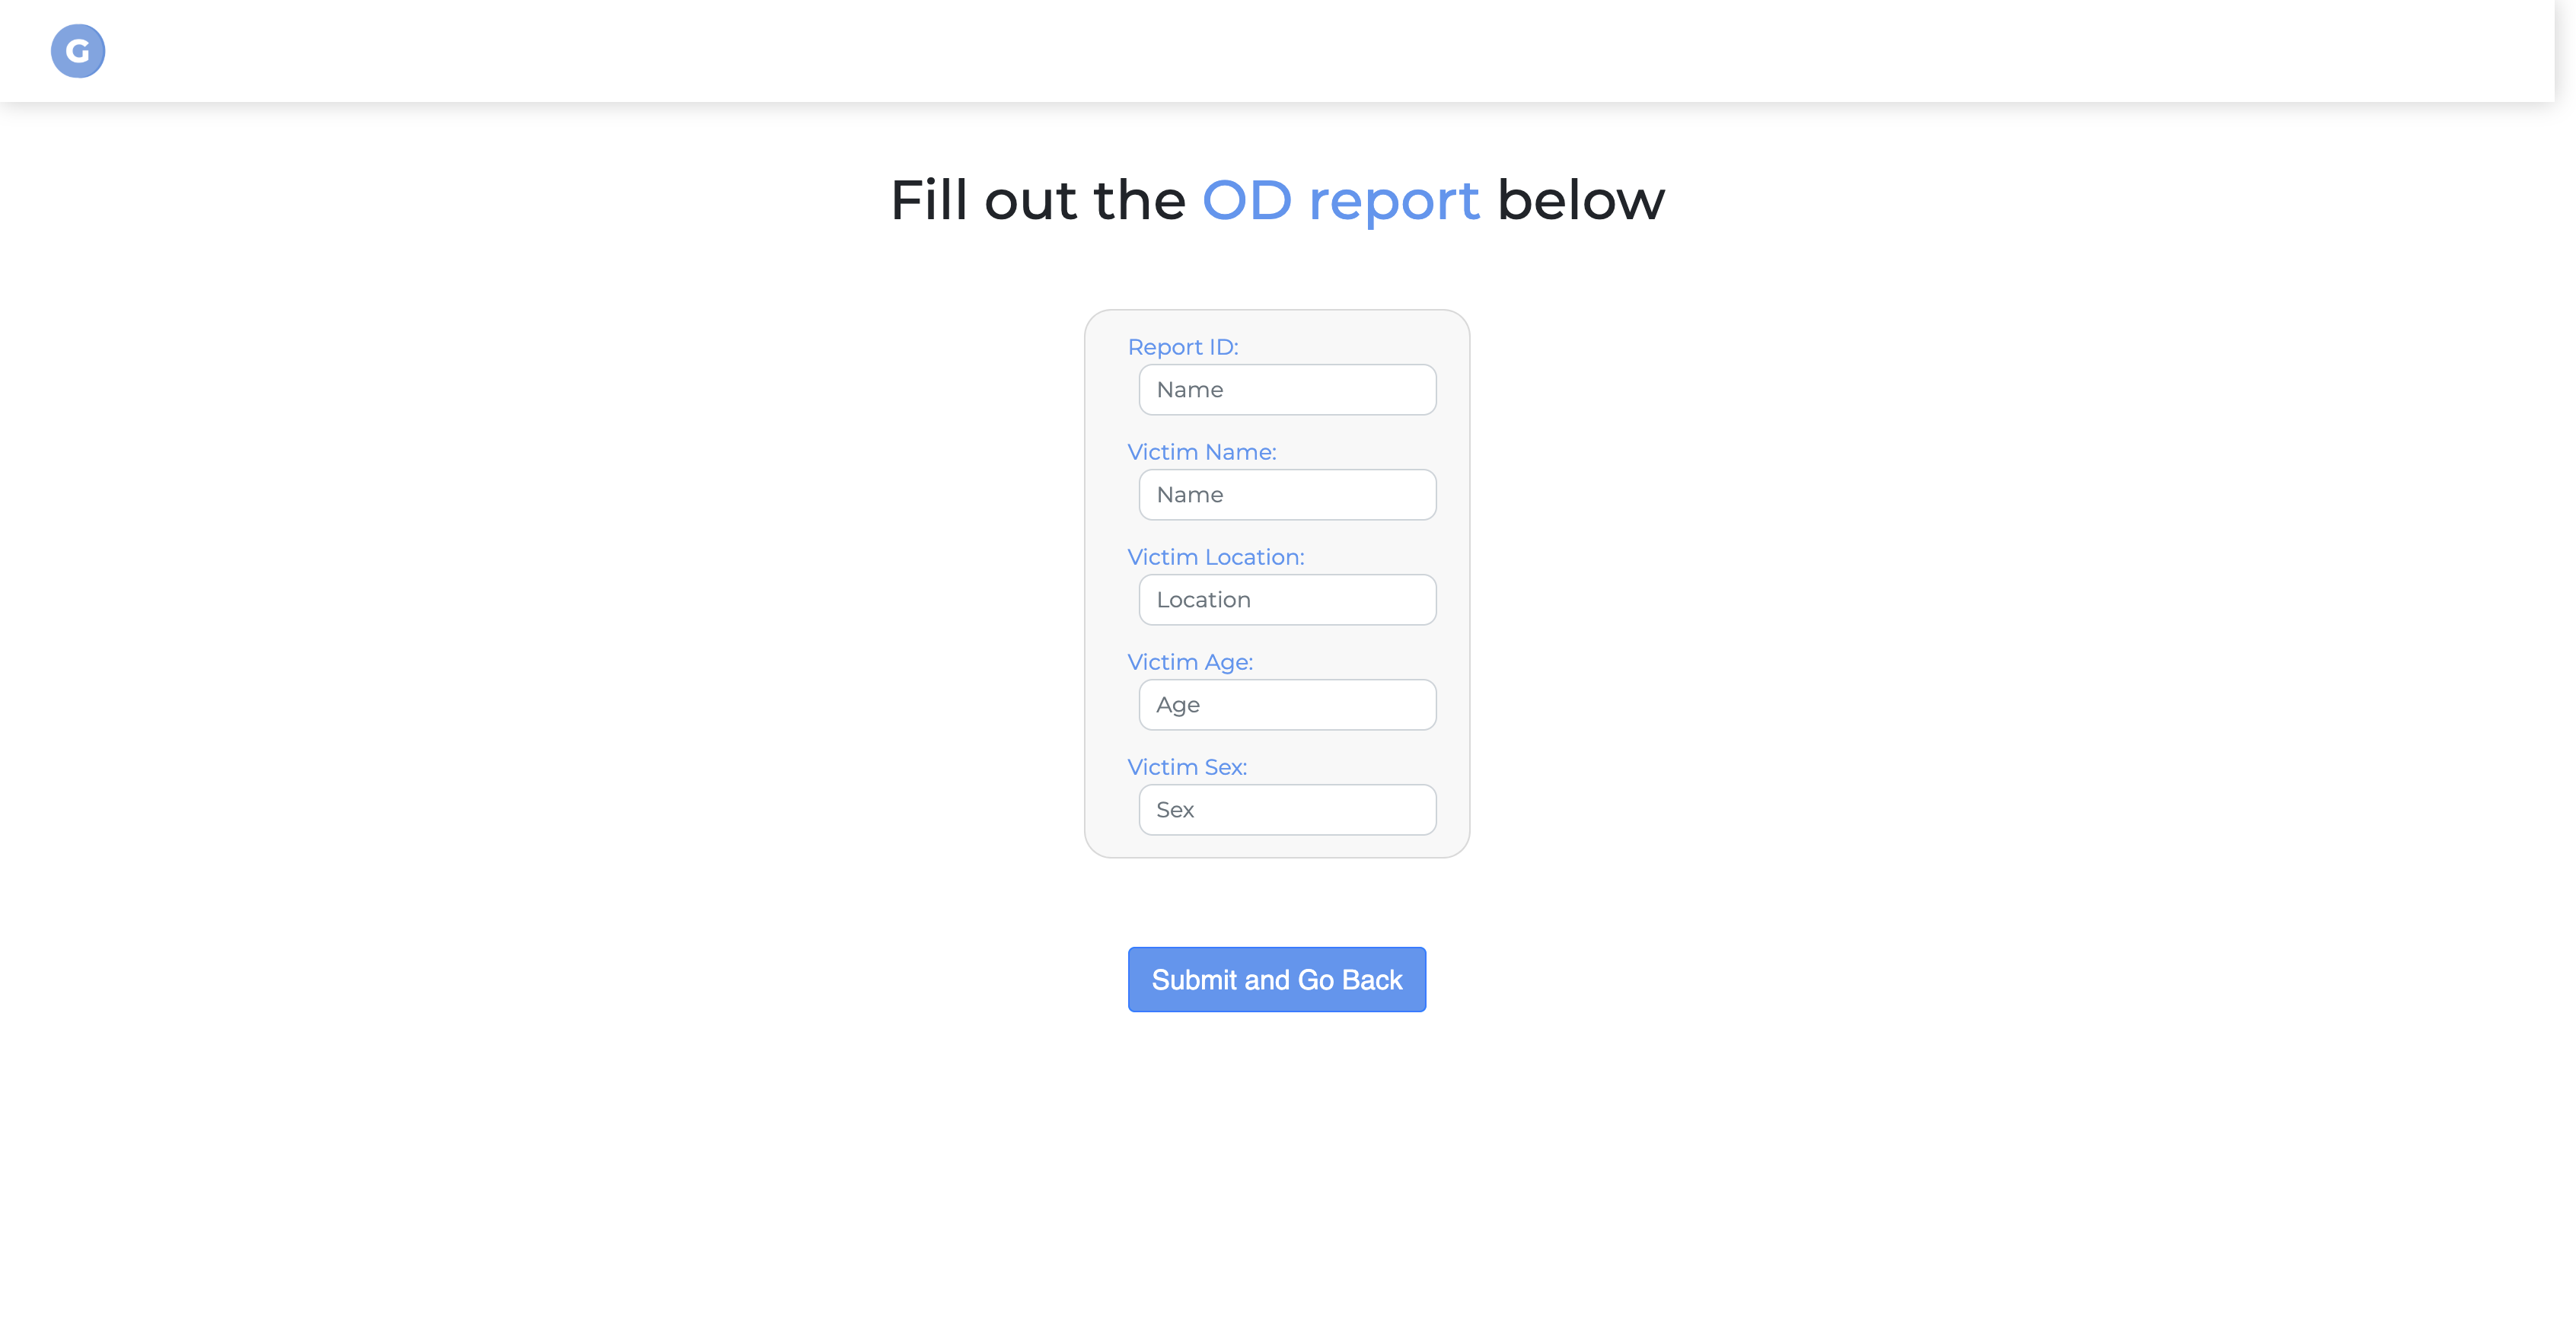 G
Fill out the OD report below
Report ID:
Name
Victim Name:
Name
Victim Location:
Location
Victim Age:
Age
Victim Sex:
Sex
Submit and Go Back